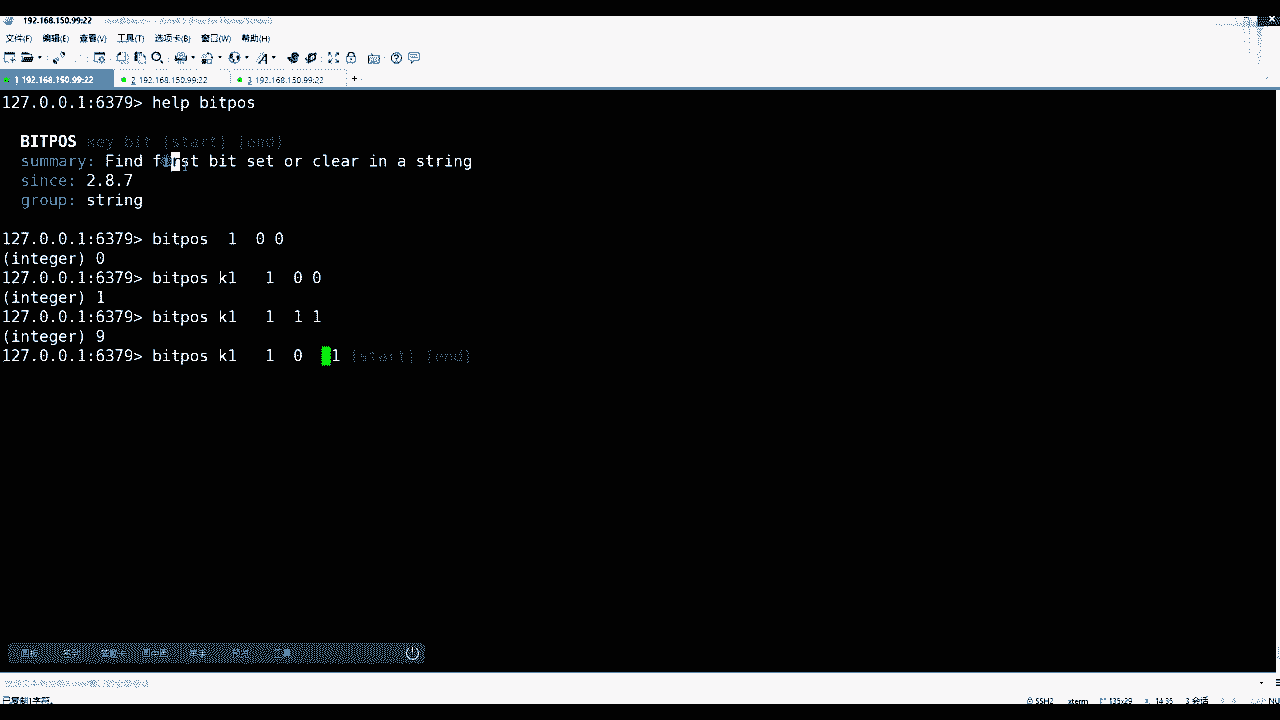 192.168.150.99:22
文件(F) 编辑(E) 查看(V) 工具(T) 选项卡(B) 窗口(W) 帮助(H)
1 192.168.150.99:22 2 192.168.150.99:22 3 192.168.150.99:22 +
127.0.0.1:6379> help bitpos
BITPOS key bit [start] [end]
summary: Find first bit set or clear in a string
since: 2.8.7
group: string
127.0.0.1:6379> bitpos  1  0 0
(integer) 0
127.0.0.1:6379> bitpos k1   1  0 0
(integer) 1
127.0.0.1:6379> bitpos k1   1  1 1
(integer) 9
127.0.0.1:6379> bitpos k1   1  0   1 [start] [end]
已复制1字符。 SSH2 xterm 135x29 14:35 3 会话